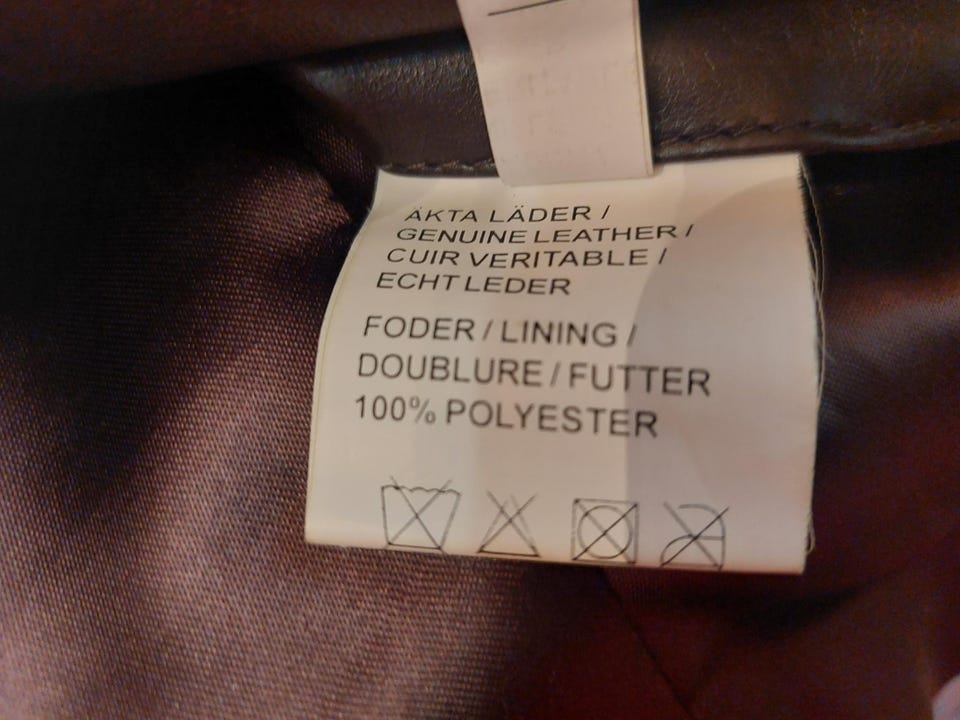 ÄKTA LÄDER /
GENUINE LEATHER /
CUIR VERITABLE /
ECHT LEDER
FODER / LINING /
DOUBLURE / FUTTER
100% POLYESTER